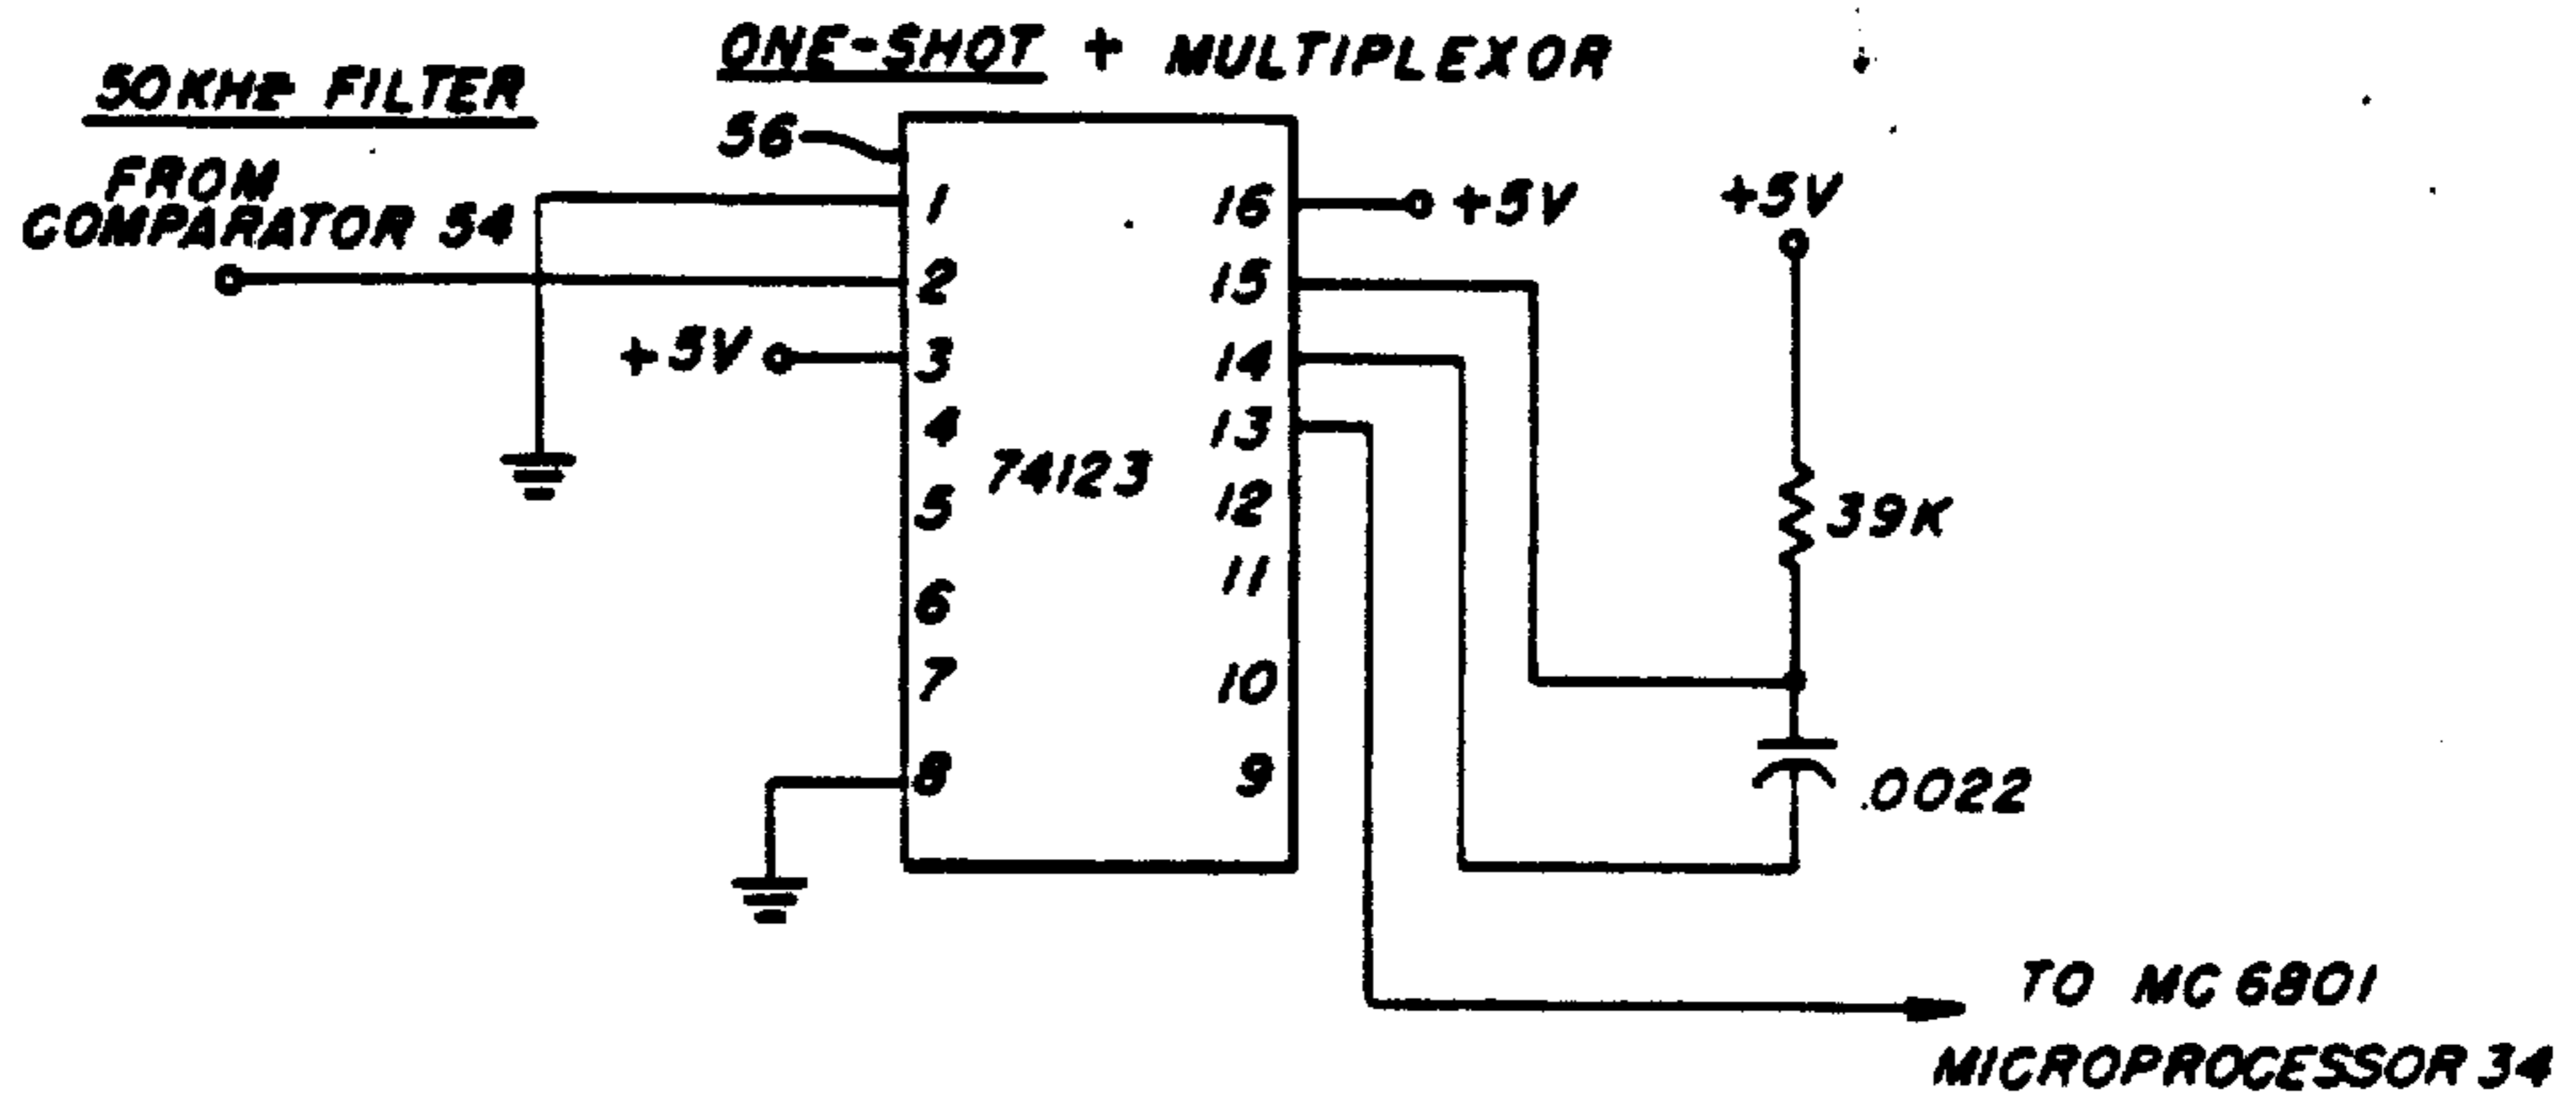 ONE-SHOT + MULTIPLEXOR
50KHz FILTER
56
FROM
COMPARATOR 54
1
16
+5V
+5V
2
15
+5V
3
14
4
13
74123
5
12
39K
6
11
7
10
8
9
.0022
TO MC 6801
MICROPROCESSOR 34